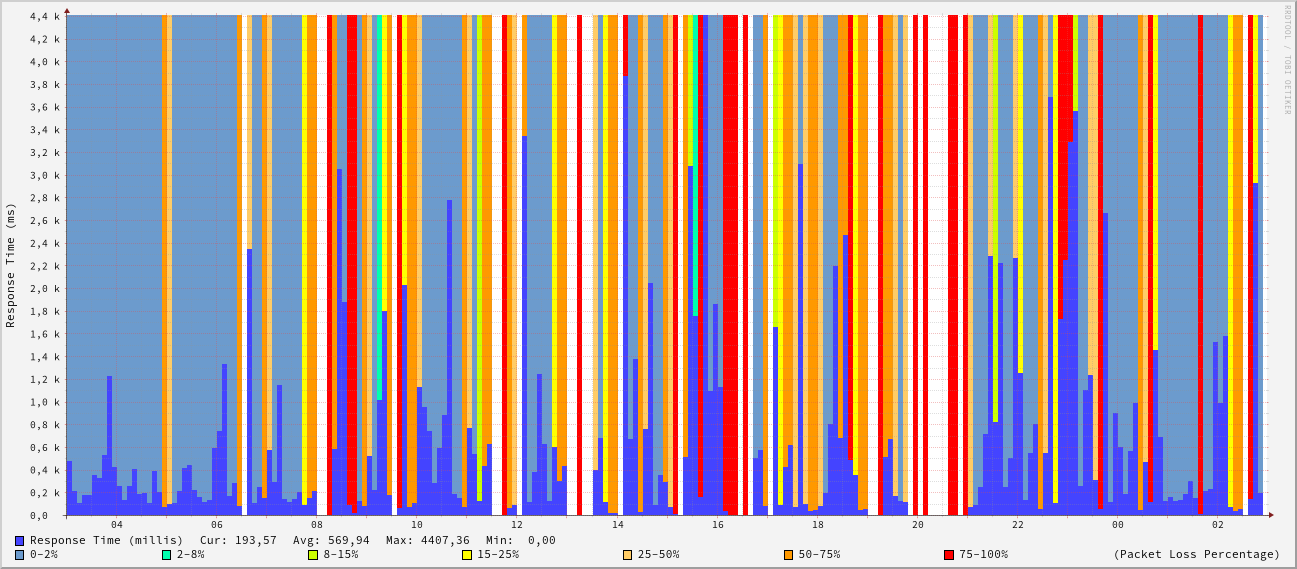 RRDTOOL / TOBI OETIKER
Response Time (ms)
4,4 k
4,2 k
4,0 k
3,8 k
3,6 k
3,4 k
3,2 k
3,0 k
2,8 k
2,6 k
2,4 k
2,2 k
2,0 k
1,8 k
1,6 k
1,4 k
1,2 k
1,0 k
0,8 k
0,6 k
0,4 k
0,2 k
0,0
04 06 08 10 12 14 16 18 20 22 00 02
Response Time (millis) Cur: 193,57 Avg: 569,94 Max: 4407,36 Min: 0,00
0-2% 2-8% 8-15% 15-25% 25-50% 50-75% 75-100% (Packet Loss Percentage)